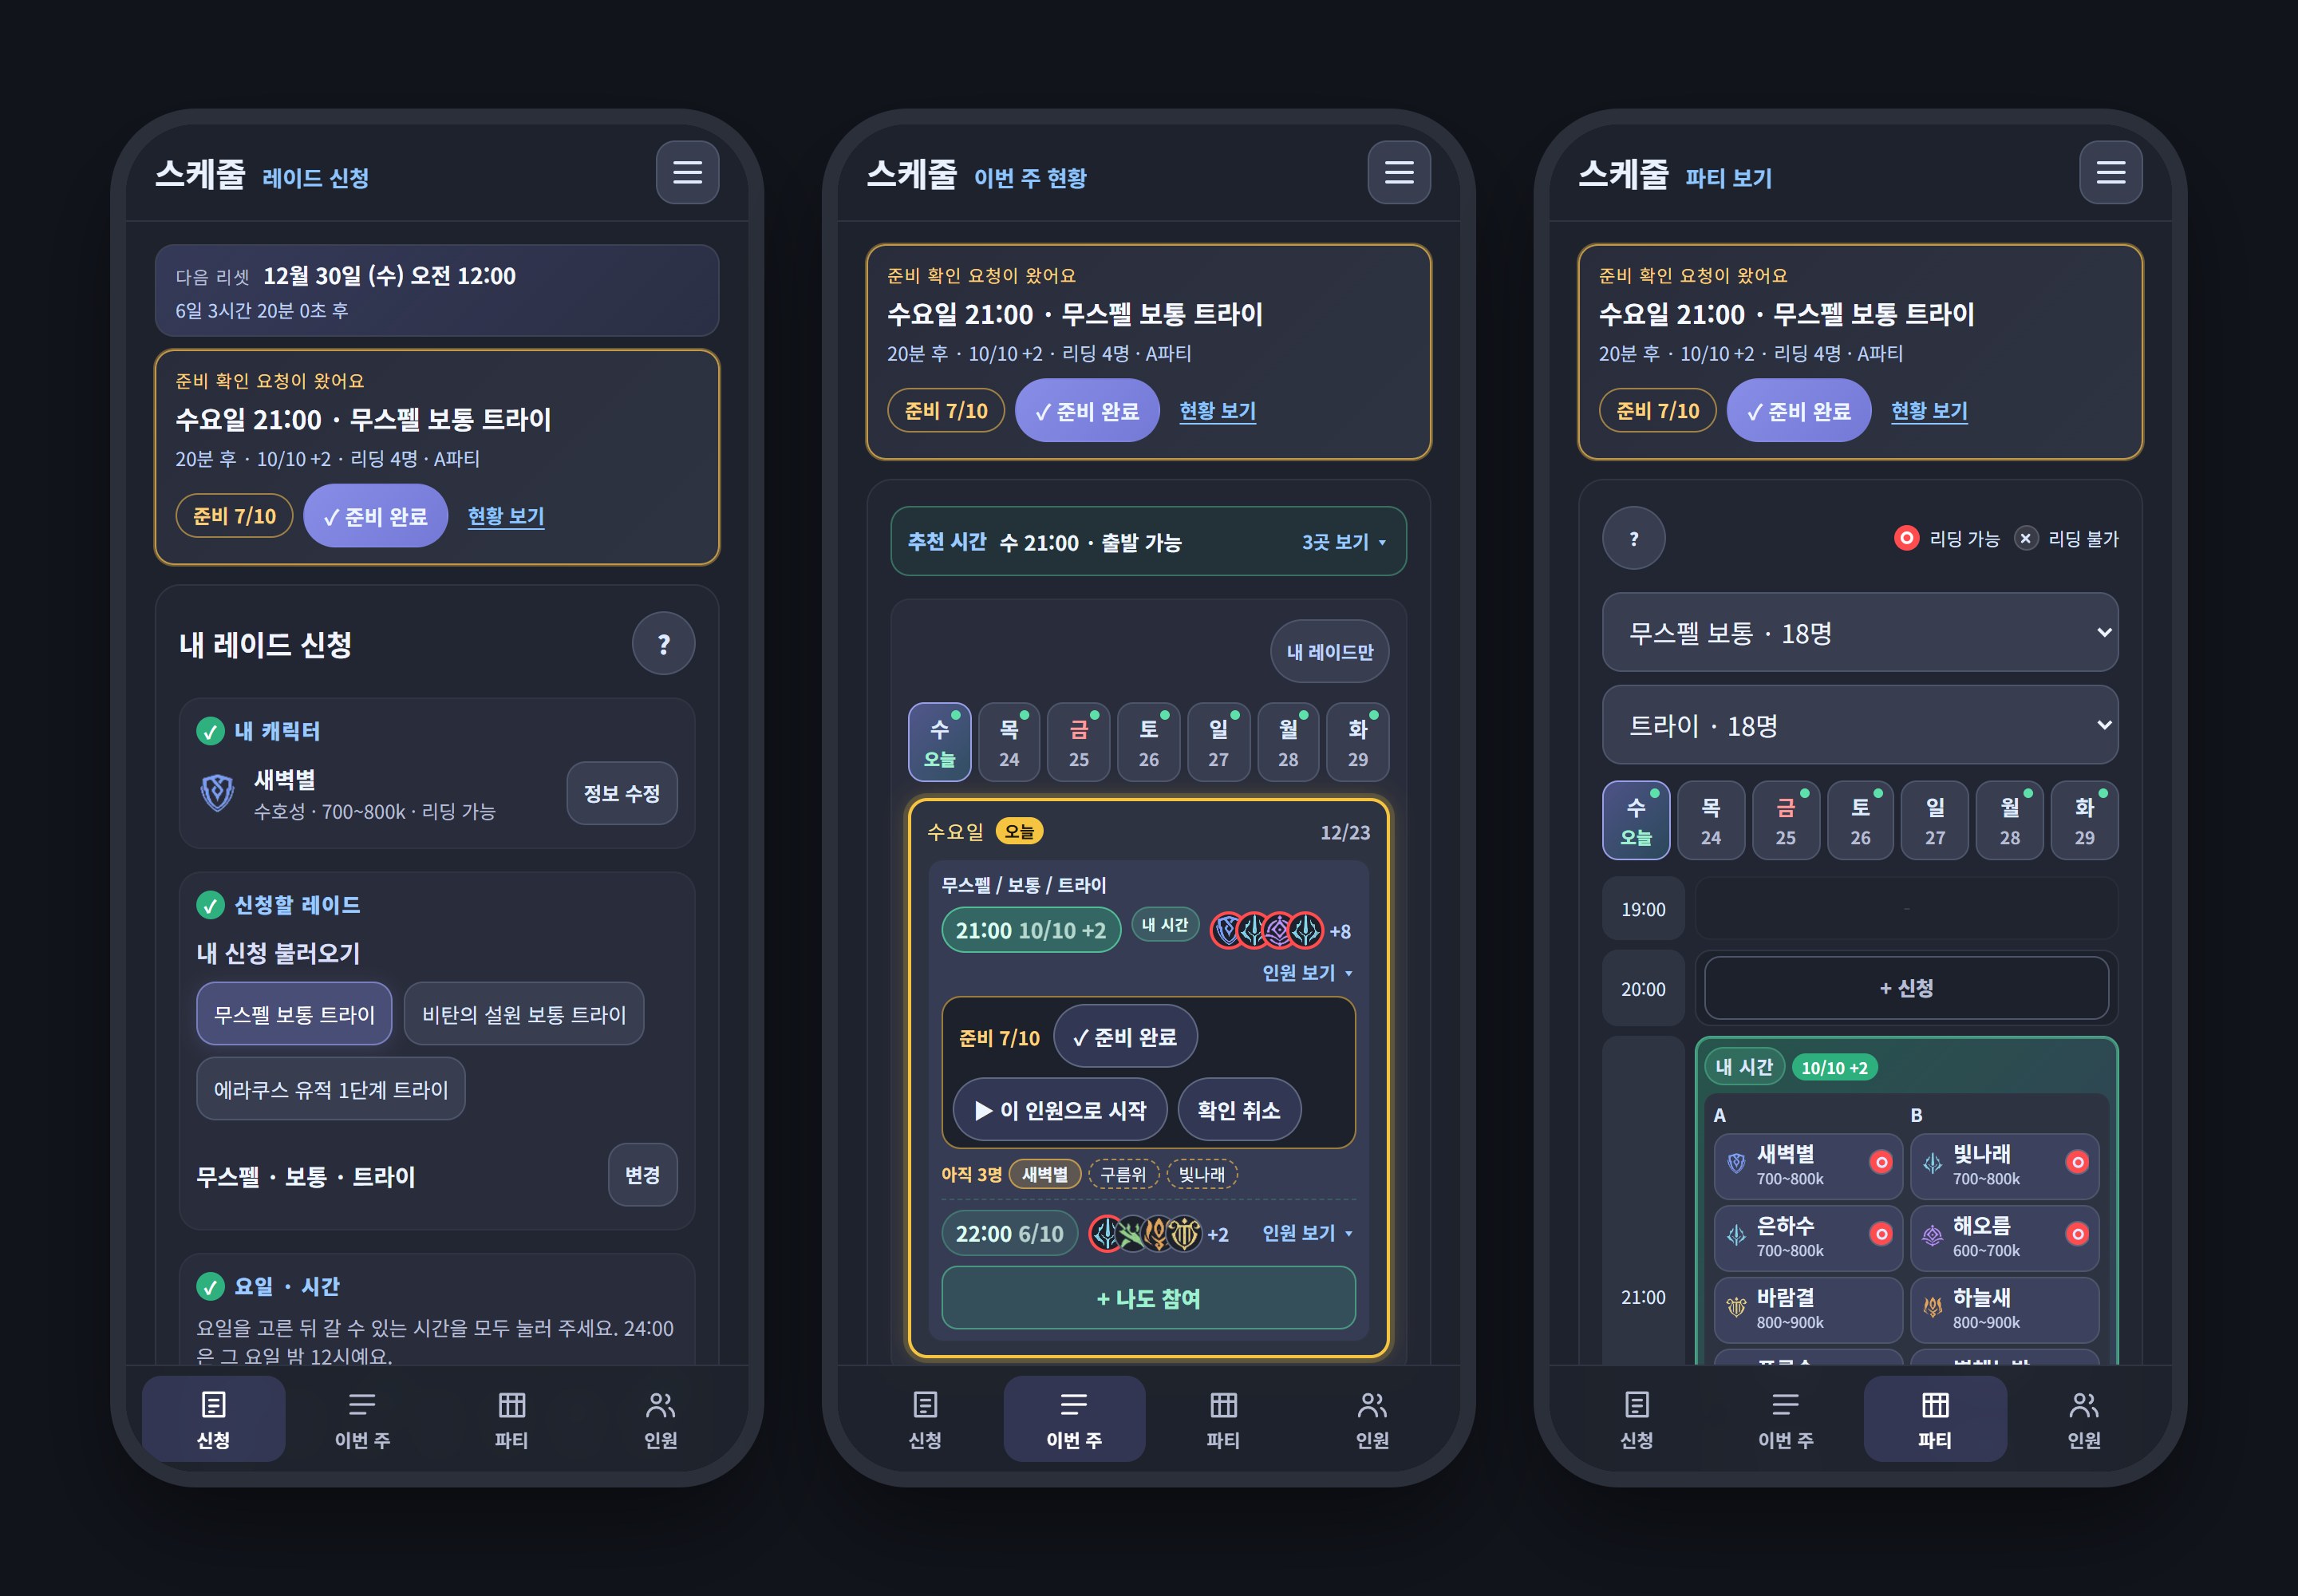 스케줄 레이드 신청
다음 리셋 12월 30일 (수) 오전 12:00
6일 3시간 20분 0초 후
준비 확인 요청이 왔어요
수요일 21:00 · 무스펠 보통 트라이
20분 후 · 10/10 +2 · 리딩 4명 · A파티
준비 7/10 ✓ 준비 완료 현황 보기
내 레이드 신청 ?
✓ 내 캐릭터
새벽별
수호성 · 700~800k · 리딩 가능
정보 수정
✓ 신청할 레이드
내 신청 불러오기
무스펠 보통 트라이 비탄의 설원 보통 트라이
에라쿠스 유적 1단계 트라이
무스펠 · 보통 · 트라이 변경
✓ 요일 · 시간
요일을 고른 뒤 갈 수 있는 시간을 모두 눌러 주세요. 24:00
은 그 요일 밤 12시예요.
신청 이번 주 파티 인원
스케줄 이번 주 현황
준비 확인 요청이 왔어요
수요일 21:00 · 무스펠 보통 트라이
20분 후 · 10/10 +2 · 리딩 4명 · A파티
준비 7/10 ✓ 준비 완료 현황 보기
추천 시간 수 21:00 · 출발 가능 3곳 보기
내 레이드만
수 목 금 토 일 월 화
오늘 24 25 26 27 28 29
수요일 오늘 12/23
무스펠 / 보통 / 트라이
21:00 10/10 +2 내 시간 +8
인원 보기
준비 7/10 ✓ 준비 완료
▶ 이 인원으로 시작 확인 취소
아직 3명 새벽별 구름위 빛나래
22:00 6/10 +2 인원 보기
+ 나도 참여
신청 이번 주 파티 인원
스케줄 파티 보기
준비 확인 요청이 왔어요
수요일 21:00 · 무스펠 보통 트라이
20분 후 · 10/10 +2 · 리딩 4명 · A파티
준비 7/10 ✓ 준비 완료 현황 보기
? 리딩 가능 리딩 불가
무스펠 보통 · 18명
트라이 · 18명
수 목 금 토 일 월 화
오늘 24 25 26 27 28 29
19:00 -
20:00 + 신청
내 시간 10/10 +2
A B
새벽별 빛나래
700~800k 700~800k
은하수 해오름
700~800k 600~700k
21:00
바람결 하늘새
800~900k 800~900k
신청 이번 주 파티 인원